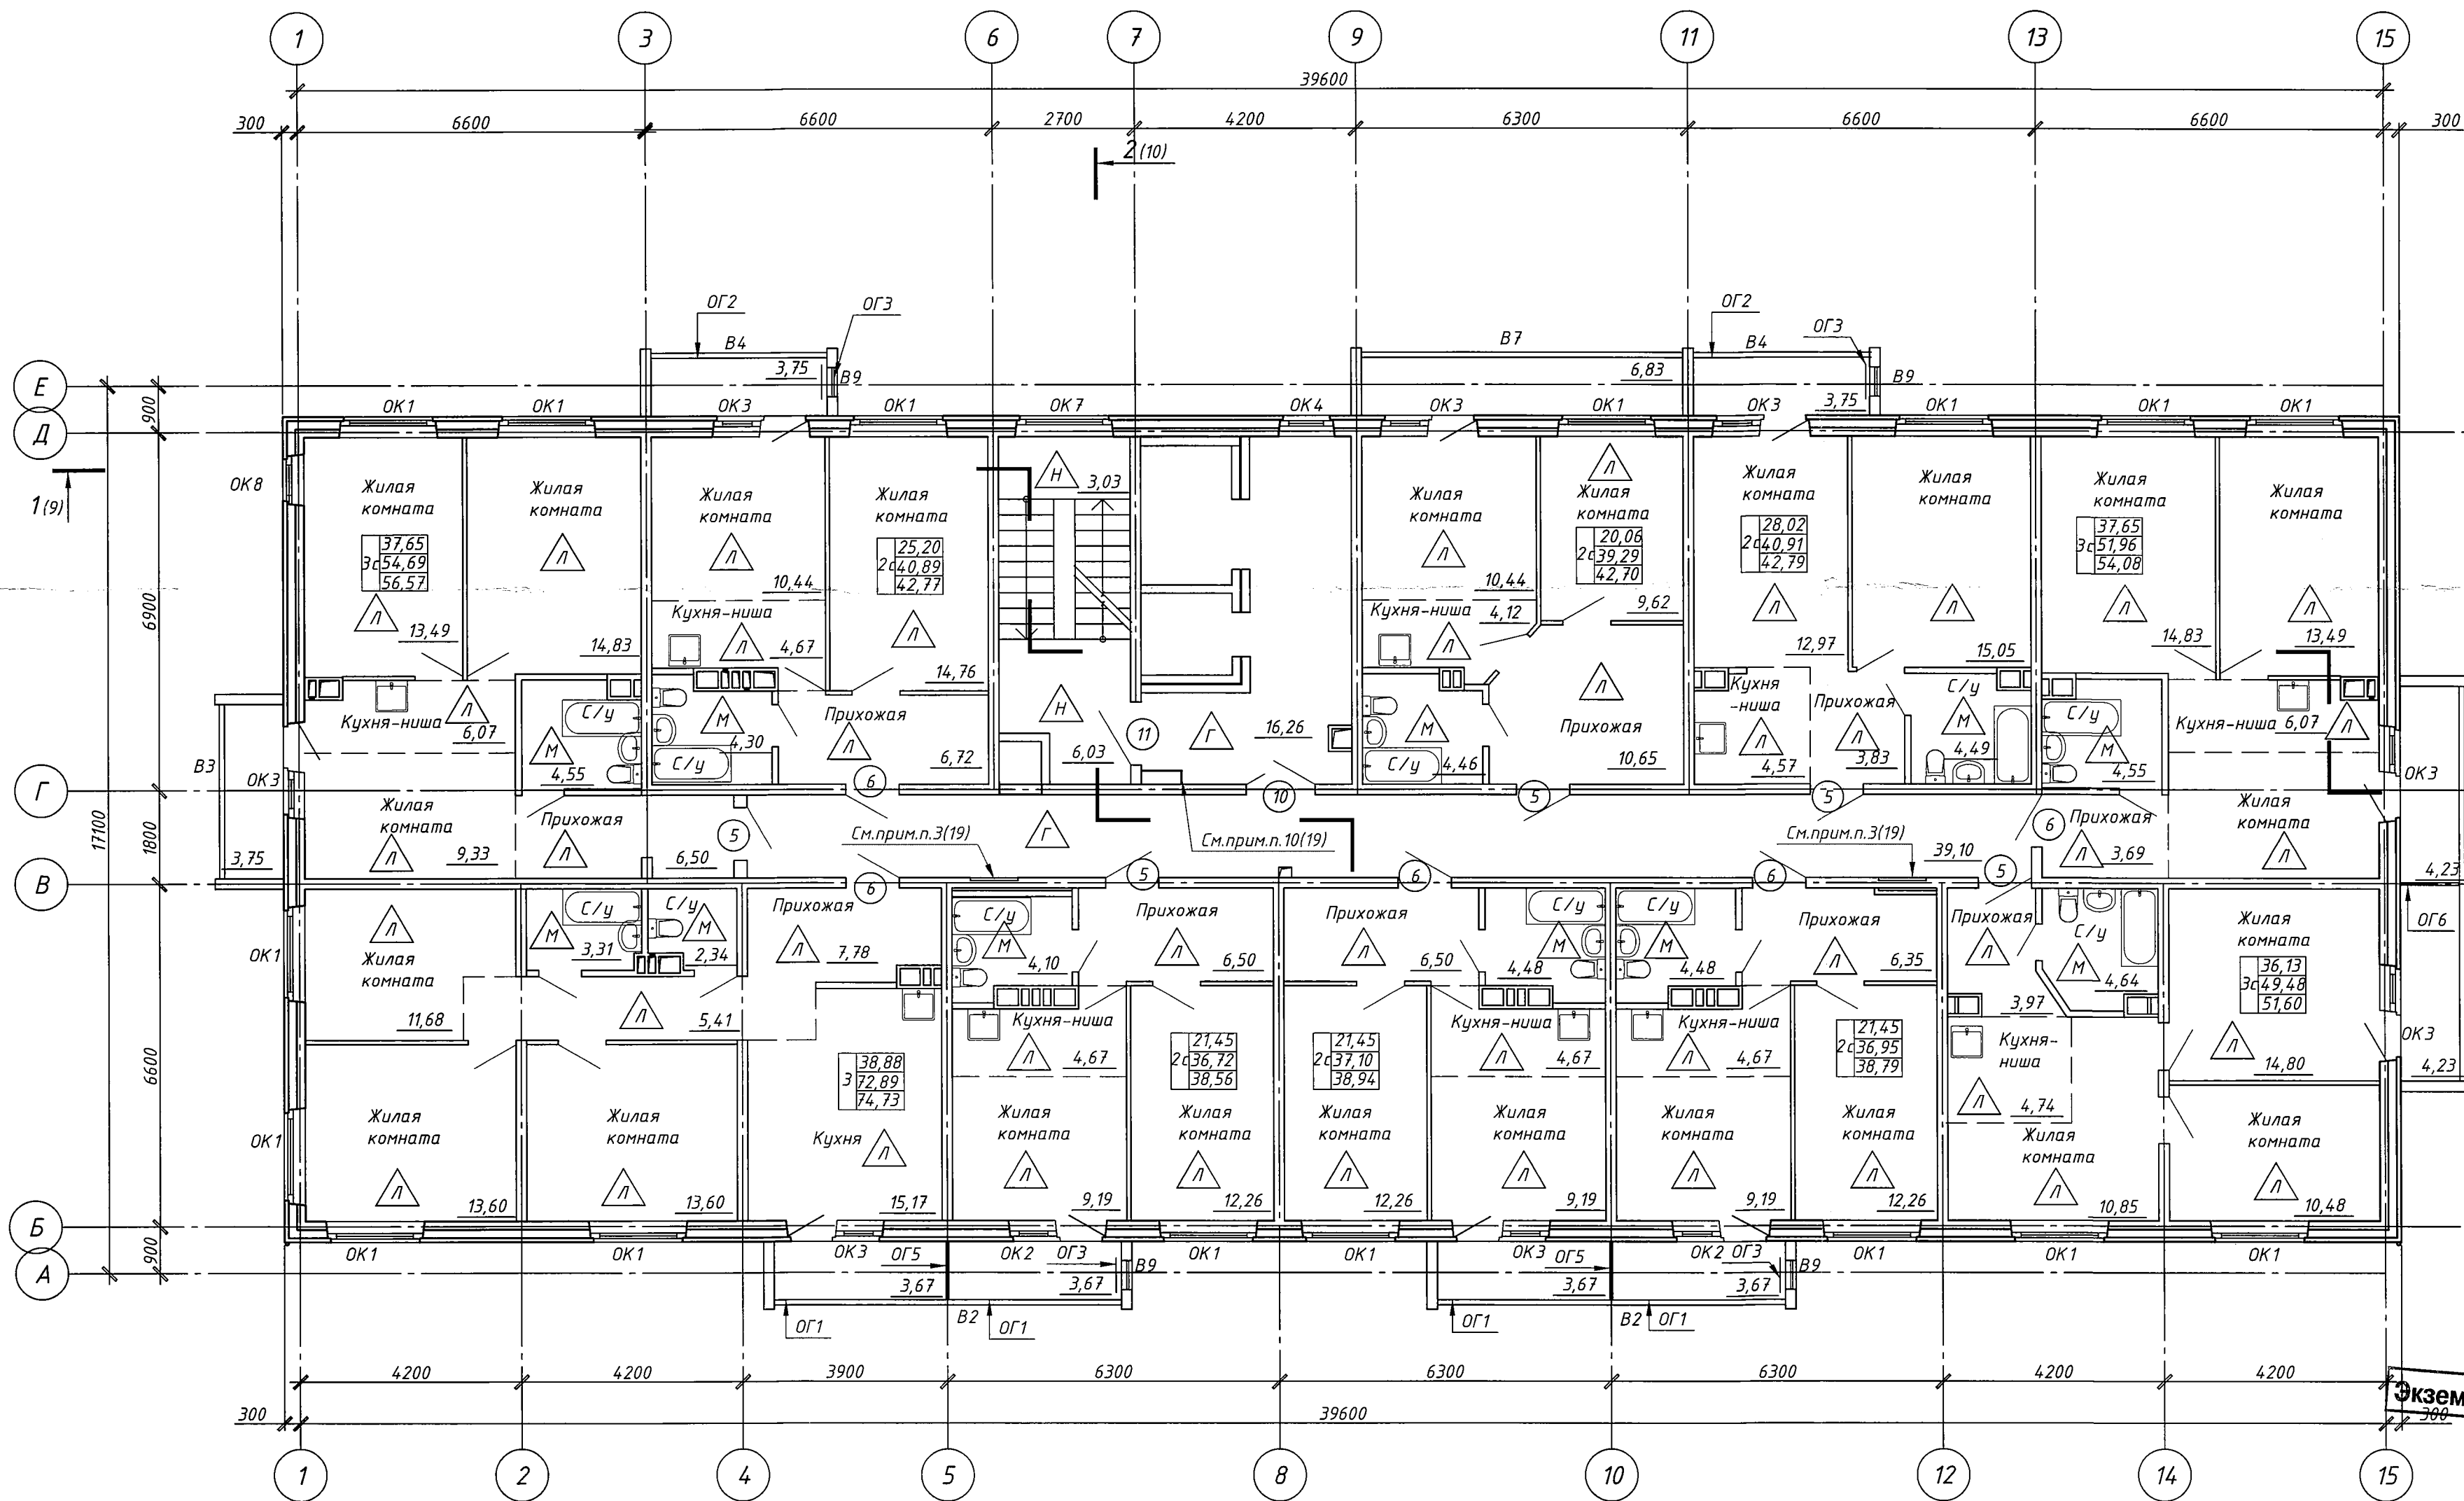 1 3 6 7 9 11 13 15
39600
300 6600 6600 2700 4200 6300 6600 6600 300
2 (10)
ОГ2 ОГ3 ОГ2 ОГ3
В4 В7 В4
3,75 В9 6,83 В9
Е
900
ОК1 ОК1 ОК3 ОК1 ОК7 ОК4 ОК3 ОК1 ОК3 3,75 ОК1 ОК1 ОК1
Д
1(9)
ОК8
Н
3,03
Жилая
комната
37,65
3с 54,69
56,57
Л
13,49
Жилая
комната
Л
14,83
Жилая
комната
Л
10,44
Кухня-ниша
Л
4,67
Жилая
комната
25,20
2с 40,89
42,77
Л
14,76
Жилая
комната
Л
10,44
Кухня-ниша
4,12
Л
Л
Жилая
комната
20,06
2с 39,29
42,70
9,62
Жилая
комната
28,02
2с 40,91
42,79
Л
12,97
Жилая
комната
Л
15,05
Жилая
комната
37,65
3с 51,96
54,08
Л
14,83
Жилая
комната
Л
13,49
6900
Кухня-ниша
Л
6,07
С/у
М
4,55
М
4,30
С/у
Прихожая
Л
6,72
Н
6,03
11
Г
16,26
М
С/у
4,46
Л
Прихожая
10,65
Кухня
-ниша
Л
4,57
Прихожая
Л
3,83
С/у
М
4,49
С/у
М
4,55
Кухня-ниша 6,07
Л
В3
ОК3
ОК3
Г
6 10 5 5
17100
1800
Жилая
комната
Л
9,33
3,75
Прихожая
Л
6,50
5
См.прим.п.3(19)
Г
См.прим.п.10(19)
См.прим.п.3(19)
39,10
6
Прихожая
Л
3,69
Жилая
комната
Л
4,23
В
6 5 6 6 5
ОГ6
ОК1
Л
Жилая
комната
11,68
С/у
М
3,31
С/у
М
2,34
Л
5,41
Прихожая
Л
7,78
С/у
М
4,10
Прихожая
Л
6,50
Прихожая
Л
6,50
С/у
М
4,48
С/у
М
4,48
Прихожая
Л
6,35
Прихожая
Л
3,97
С/у
М
4,64
Жилая
комната
36,13
3с 49,48
51,60
Л
14,80
ОК3
4,23
6600
38,88
3 72,89
74,73
Кухня-ниша
Л
4,67
21,45
2с 36,72
38,56
21,45
2с 37,10
38,94
Кухня-ниша
Л
4,67
Кухня-ниша
Л
4,67
21,45
2с 36,95
38,79
Кухня-
ниша
Л
4,74
ОК1
Жилая
комната
Л
13,60
Жилая
комната
Л
13,60
Кухня
Л
15,17
Жилая
комната
Л
9,19
Жилая
комната
Л
12,26
Жилая
комната
Л
12,26
Жилая
комната
Л
9,19
Жилая
комната
Л
9,19
Жилая
комната
Л
12,26
Жилая
комната
Л
10,85
Жилая
комната
Л
10,48
Б
900
ОК1 ОК1 ОК3 ОГ5 ОК2 ОГ3 ОК1 ОК1 ОК3 ОГ5 ОК2 ОГ3 ОК1 ОК1 ОК1
А
3,67 3,67 В9 3,67 3,67 В9
ОГ1 В2 ОГ1 ОГ1 В2 ОГ1
4200 4200 3900 6300 6300 6300 4200 4200
Экзем
300 39600 300
1 2 4 5 8 10 12 14 15